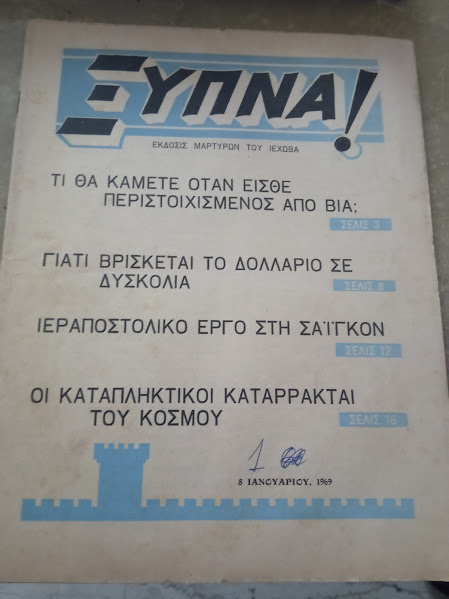 ΞΥΠΝΑ!
ΕΚΔΟΣΙΣ ΜΑΡΤΥΡΩΝ ΤΟΥ ΙΕΧΩΒΑ
ΤΙ ΘΑ ΚΑΜΕΤΕ ΟΤΑΝ ΕΙΣΘΕ
ΠΕΡΙΣΤΟΙΧΙΣΜΕΝΟΣ ΑΠΟ ΒΙΑ;
ΣΕΛΙΣ 3
ΓΙΑΤΙ ΒΡΙΣΚΕΤΑΙ ΤΟ ΔΟΛΛΑΡΙΟ ΣΕ
ΔΥΣΚΟΛΙΑ
ΣΕΛΙΣ 8
ΙΕΡΑΠΟΣΤΟΛΙΚΟ ΕΡΓΟ ΣΤΗ ΣΑΪΓΚΟΝ
ΣΕΛΙΣ 12
ΟΙ ΚΑΤΑΠΛΗΚΤΙΚΟΙ ΚΑΤΑΡΡΑΚΤΑΙ
ΤΟΥ ΚΟΣΜΟΥ
ΣΕΛΙΣ 16
1
8 ΙΑΝΟΥΑΡΙΟΥ, 1969